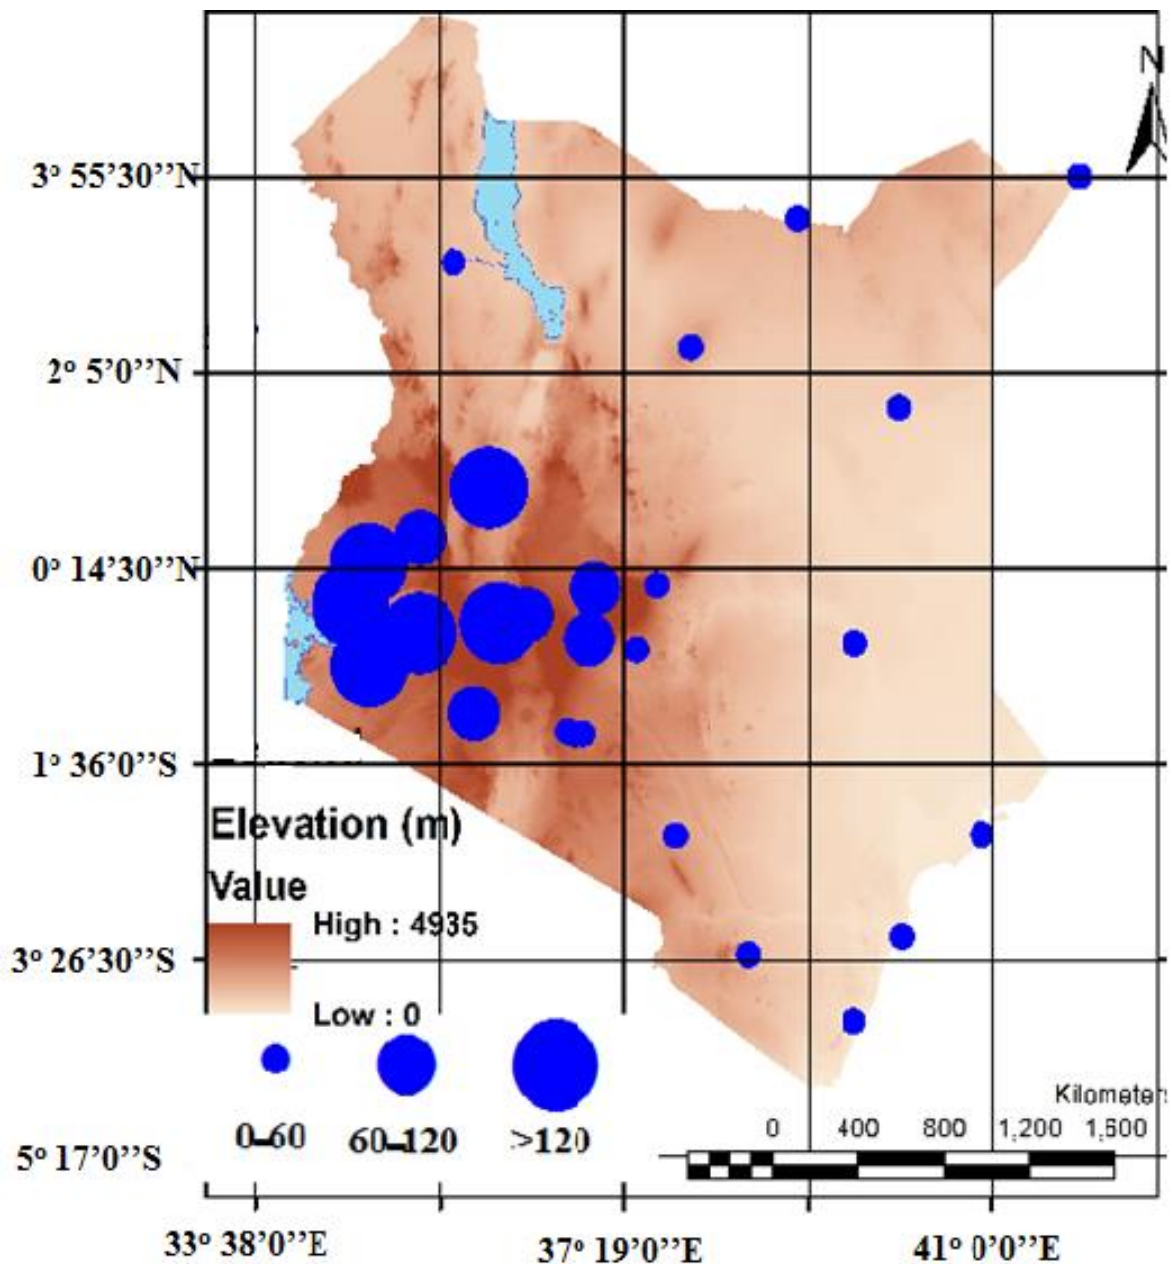 N
3° 55'30''N
2° 5'0''N
0° 14'30''N
1° 36'0''S
Elevation (m)
Value
High : 4935
3° 26'30''S
Low : 0
Kilometer
0-60 60-120 >120
0 400 800 1,200 1,500
5° 17'0''S
33° 38'0''E 37° 19'0''E 41° 0'0''E